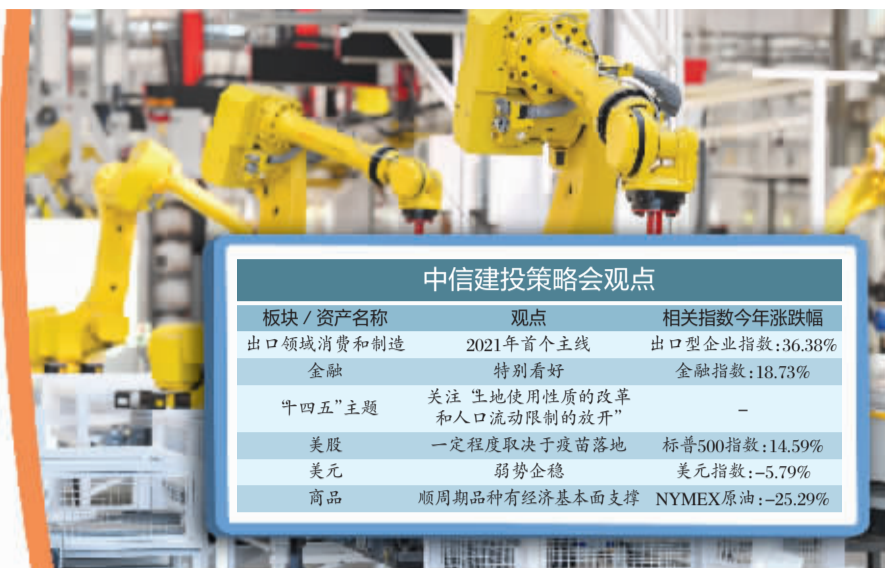 中信建投策略会观点
板块 / 资产名称 观点 相关指数今年涨跌幅
出口领域消费和制造 2021年首个主线 出口型企业指数:36.38%
金融 特别看好 金融指数:18.73%
“十四五”主题 关注“土地使用性质的改革
和人口流动限制的放开” –
美股 一定程度取决于疫苗落地 标普500指数:14.59%
美元 弱势企稳 美元指数:–5.79%
商品 顺周期品种有经济基本面支撑 NYMEX原油:–25.29%